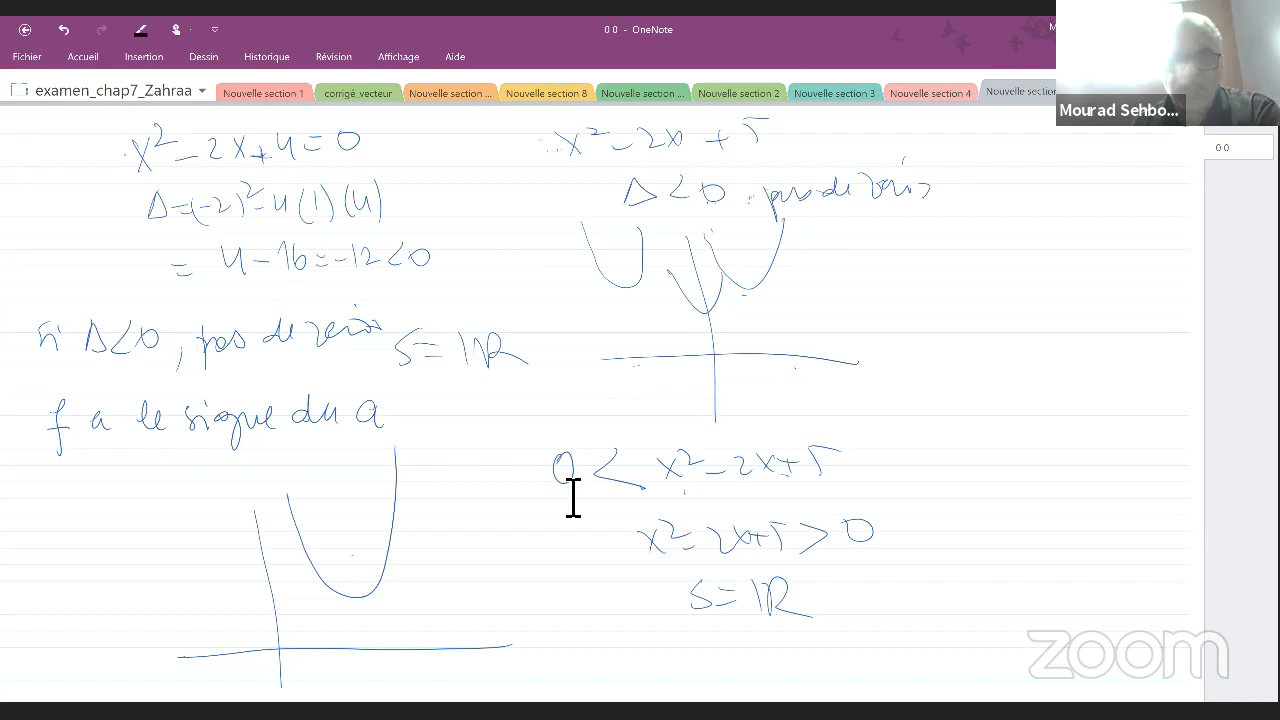 0 0 - OneNote
Fichier Accueil Insertion Dessin Historique Révision Affichage Aide
examen_chap7_Zahraa Nouvelle section 1 corrigé_vecteur Nouvelle section ... Nouvelle section 8 Nouvelle section ... Nouvelle section 2 Nouvelle section 3 Nouvelle section 4 Nouvelle section
Mourad Sehbo...
0 0
x² - 2x + 4 = 0
Δ = (-2)² - 4(1)(4)
= 4 - 16 = -12 < 0
si Δ < 0, pas de zéros
S = ℝ
f a le signe du a
x² - 2x + 5
Δ < 0 pas de zéros
0 < x² - 2x + 5
x² - 2x + 5 > 0
S = ℝ
zoom